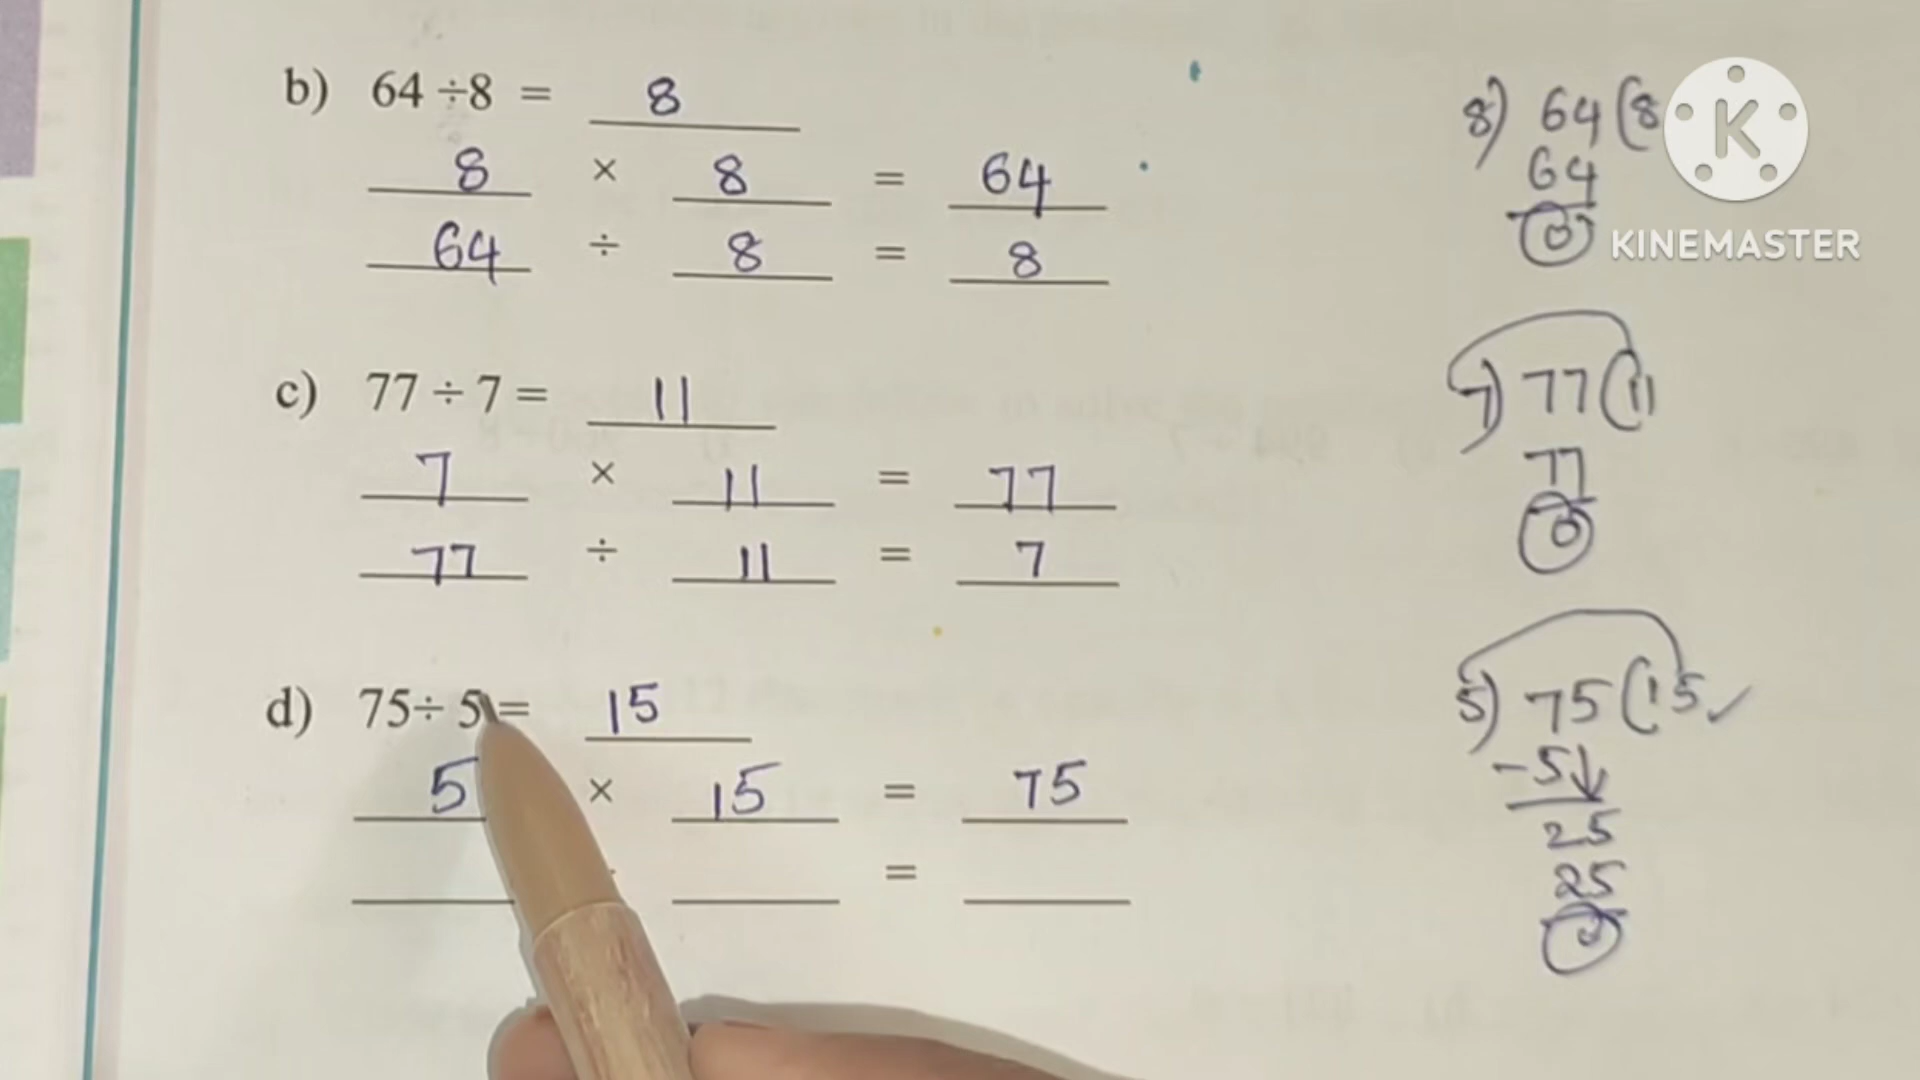 b) 64 ÷8 = 8
8 × 8 = 64
64 ÷ 8 = 8
8) 64 (8
64
0
KINEMASTER
c) 77 ÷ 7 = 11
7 × 11 = 77
77 ÷ 11 = 7
7) 77 (11
77
0
d) 75÷ 5 = 15
5 × 15 = 75
=
5) 75 (15 ✓
-5↓
25
25
0